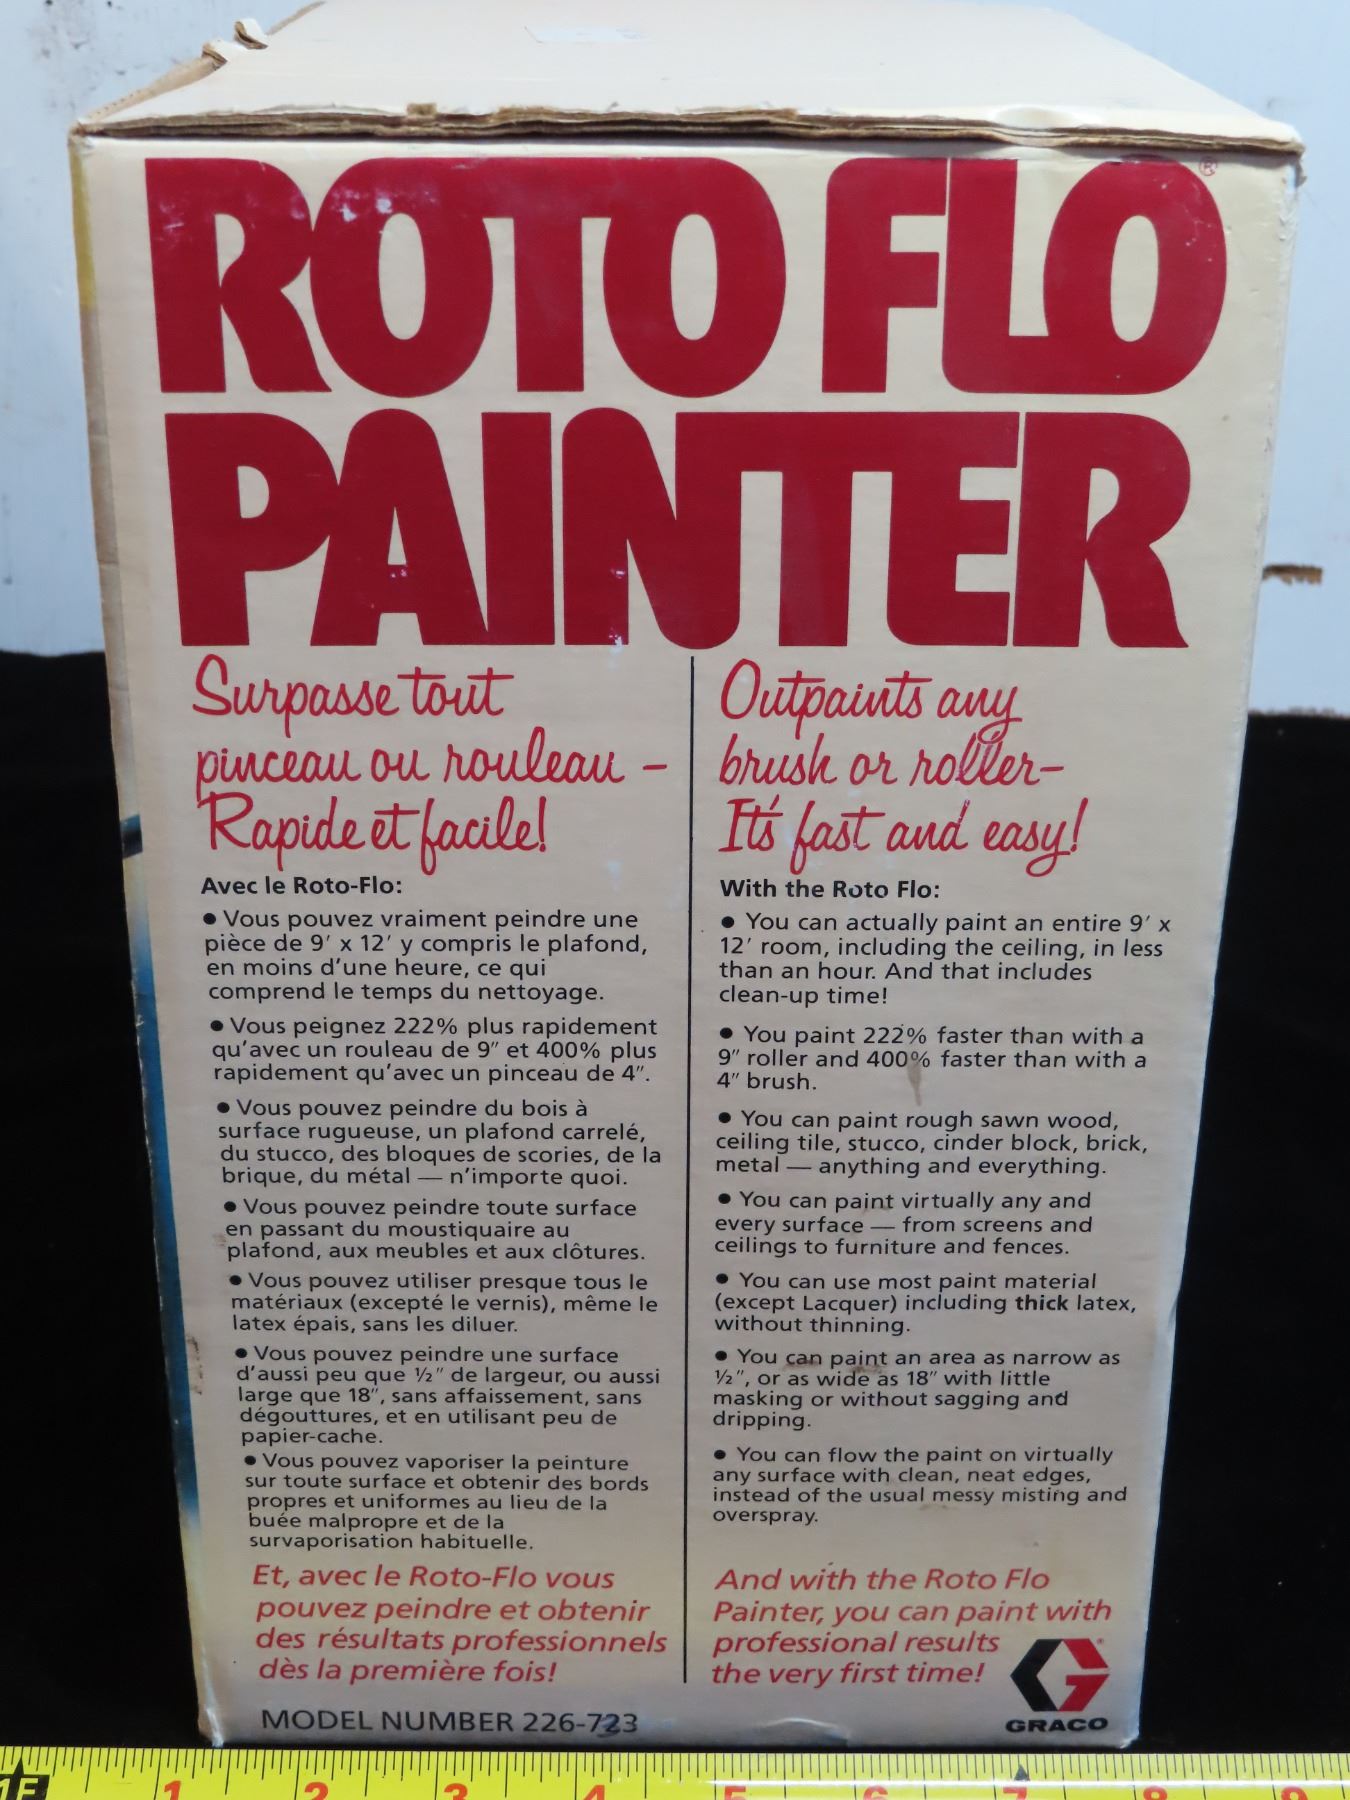 ROTO FLO®
PAINTER
Surpasse tout
pinceau ou rouleau –
Rapide et facile!
Avec le Roto-Flo:
● Vous pouvez vraiment peindre une
pièce de 9′ x 12′ y compris le plafond,
en moins d'une heure, ce qui
comprend le temps du nettoyage.
● Vous peignez 222% plus rapidement
qu'avec un rouleau de 9″ et 400% plus
rapidement qu'avec un pinceau de 4″.
● Vous pouvez peindre du bois à
surface rugueuse, un plafond carrelé,
du stucco, des bloques de scories, de la
brique, du métal — n'importe quoi.
● Vous pouvez peindre toute surface
en passant du moustiquaire au
plafond, aux meubles et aux clôtures.
● Vous pouvez utiliser presque tous le
matériaux (excepté le vernis), même le
latex épais, sans les diluer.
● Vous pouvez peindre une surface
d'aussi peu que ½″ de largeur, ou aussi
large que 18″, sans affaissement, sans
dégouttures, et en utilisant peu de
papier-cache.
● Vous pouvez vaporiser la peinture
sur toute surface et obtenir des bords
propres et uniformes au lieu de la
buée malpropre et de la
survaporisation habituelle.
Et, avec le Roto-Flo vous
pouvez peindre et obtenir
des résultats professionnels
dès la première fois!
MODEL NUMBER 226-723
Outpaints any
brush or roller–
It's fast and easy!
With the Roto Flo:
● You can actually paint an entire 9′ x
12′ room, including the ceiling, in less
than an hour. And that includes
clean-up time!
● You paint 222% faster than with a
9″ roller and 400% faster than with a
4″ brush.
● You can paint rough sawn wood,
ceiling tile, stucco, cinder block, brick,
metal — anything and everything.
● You can paint virtually any and
every surface — from screens and
ceilings to furniture and fences.
● You can use most paint material
(except Lacquer) including thick latex,
without thinning.
● You can paint an area as narrow as
½″, or as wide as 18″ with little
masking or without sagging and
dripping.
● You can flow the paint on virtually
any surface with clean, neat edges,
instead of the usual messy misting and
overspray.
And with the Roto Flo
Painter, you can paint with
professional results
the very first time!
GRACO
1F 1 2 3 4 5 6 7 8 9